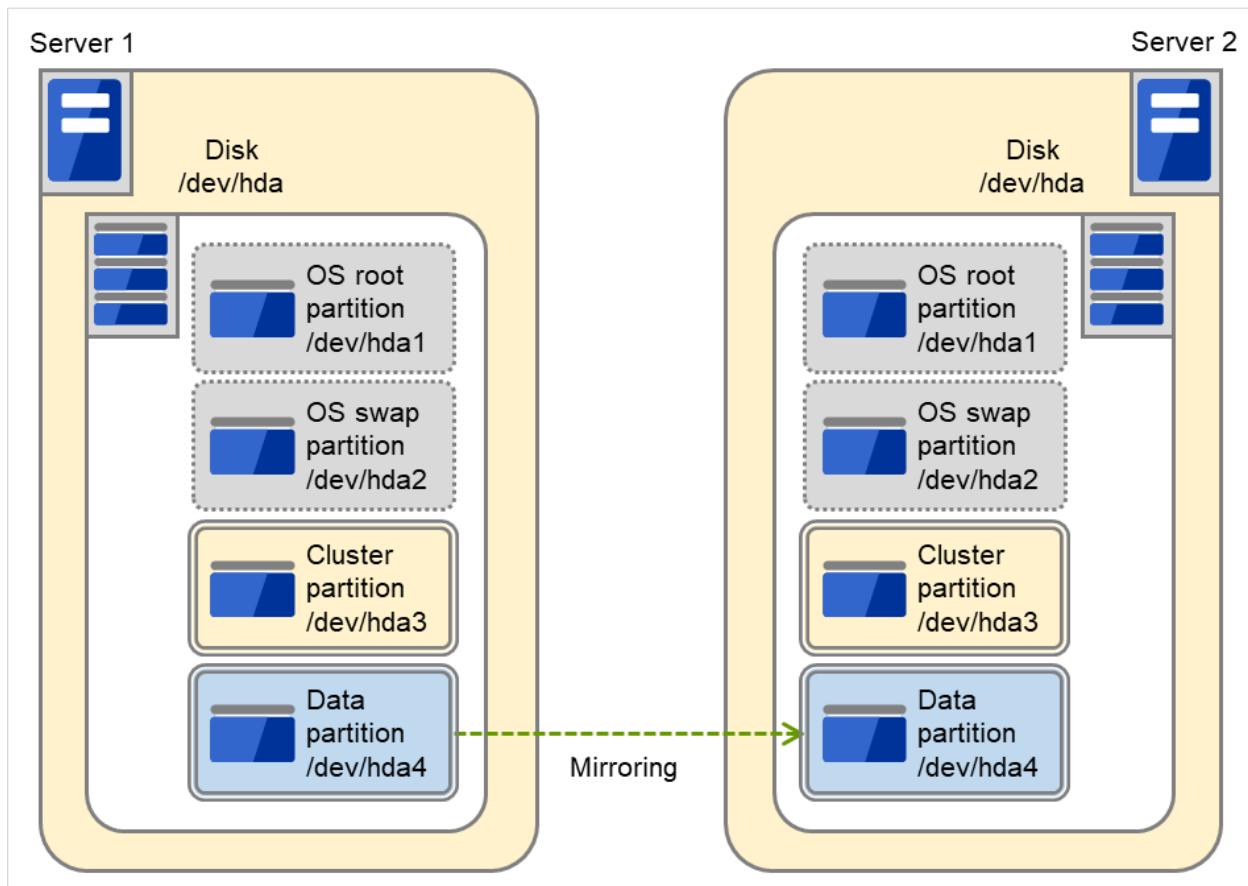 Server 1
Server 2
Disk
/dev/hda
OS root
partition
/dev/hda1
OS swap
partition
/dev/hda2
Cluster
partition
/dev/hda3
Data
partition
/dev/hda4
Mirroring
Disk
/dev/hda
OS root
partition
/dev/hda1
OS swap
partition
/dev/hda2
Cluster
partition
/dev/hda3
Data
partition
/dev/hda4